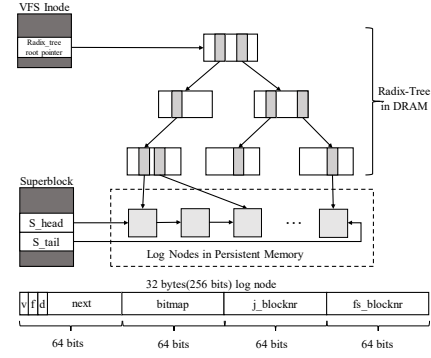 VFS Inode
Radix_tree
root pointer
Radix-Tree
in DRAM
Superblock
S_head
S_tail
...
Log Nodes in Persistent Memory
32 bytes(256 bits) log node
v f d next bitmap j_blocknr fs_blocknr
64 bits 64 bits 64 bits 64 bits